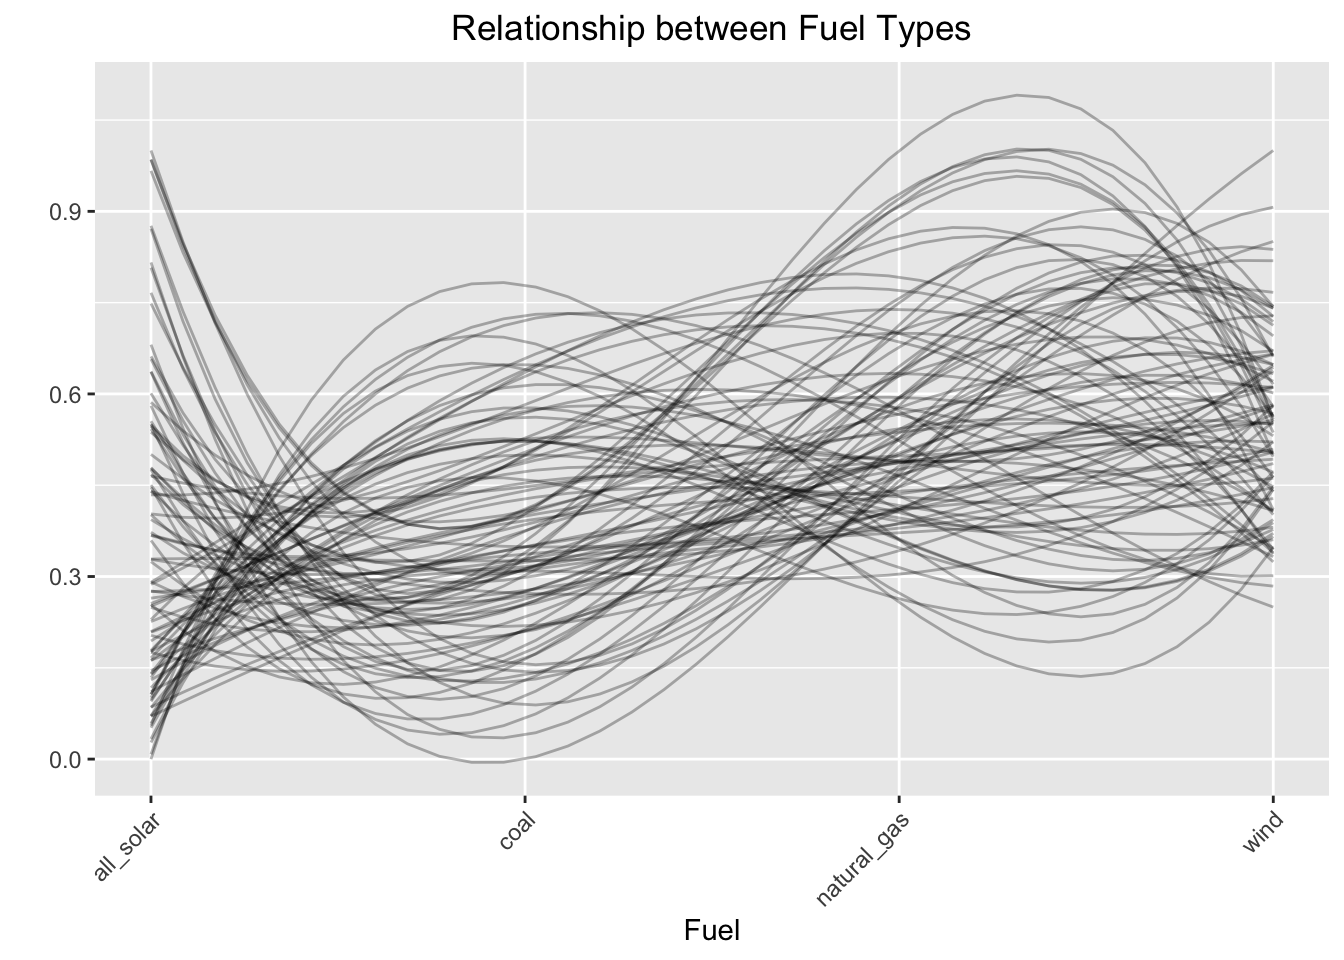 Relationship between Fuel Types
0.9
0.6
0.3
0.0
all_solar
coal
natural_gas
wind
Fuel